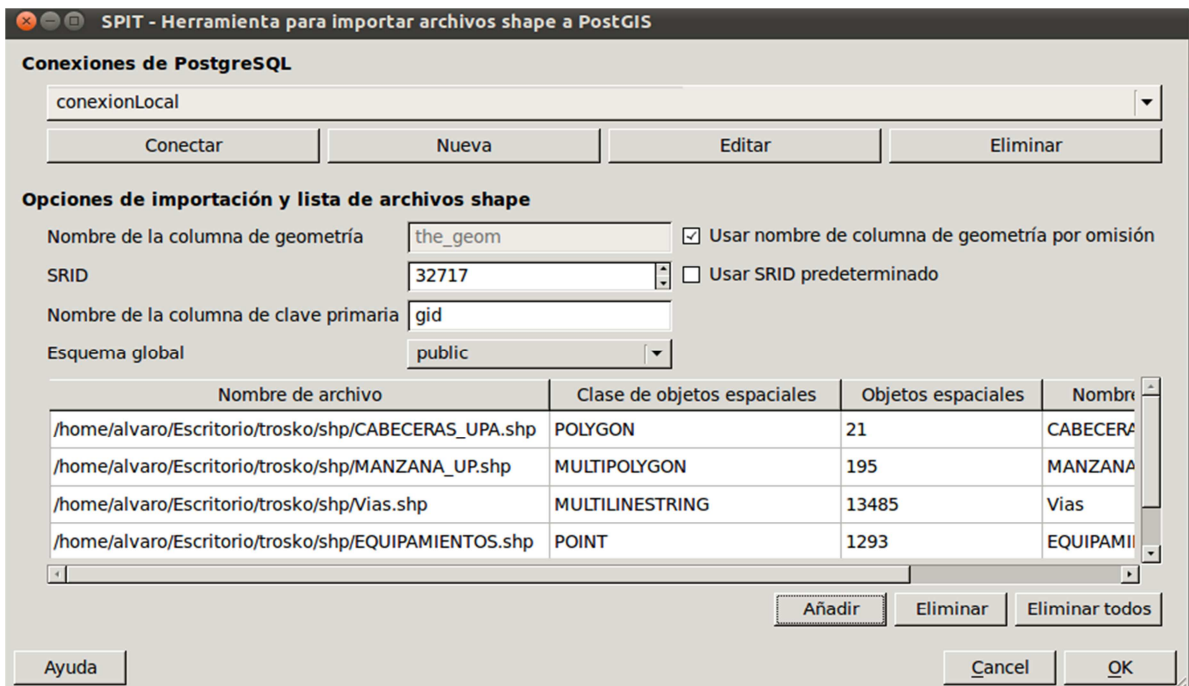 SPIT - Herramienta para importar archivos shape a PostGIS
Conexiones de PostgreSQL
conexionLocal
Conectar Nueva Editar Eliminar
Opciones de importación y lista de archivos shape
Nombre de la columna de geometría the_geom Usar nombre de columna de geometría por omisión
SRID 32717 Usar SRID predeterminado
Nombre de la columna de clave primaria gid
Esquema global public
Nombre de archivo Clase de objetos espaciales Objetos espaciales Nombre
/home/alvaro/Escritorio/trosko/shp/CABECERAS_UPA.shp POLYGON 21 CABECERA
/home/alvaro/Escritorio/trosko/shp/MANZANA_UP.shp MULTIPOLYGON 195 MANZANA
/home/alvaro/Escritorio/trosko/shp/Vias.shp MULTILINESTRING 13485 Vias
/home/alvaro/Escritorio/trosko/shp/EQUIPAMIENTOS.shp POINT 1293 EQUIPAMI
Añadir Eliminar Eliminar todos
Ayuda Cancel OK